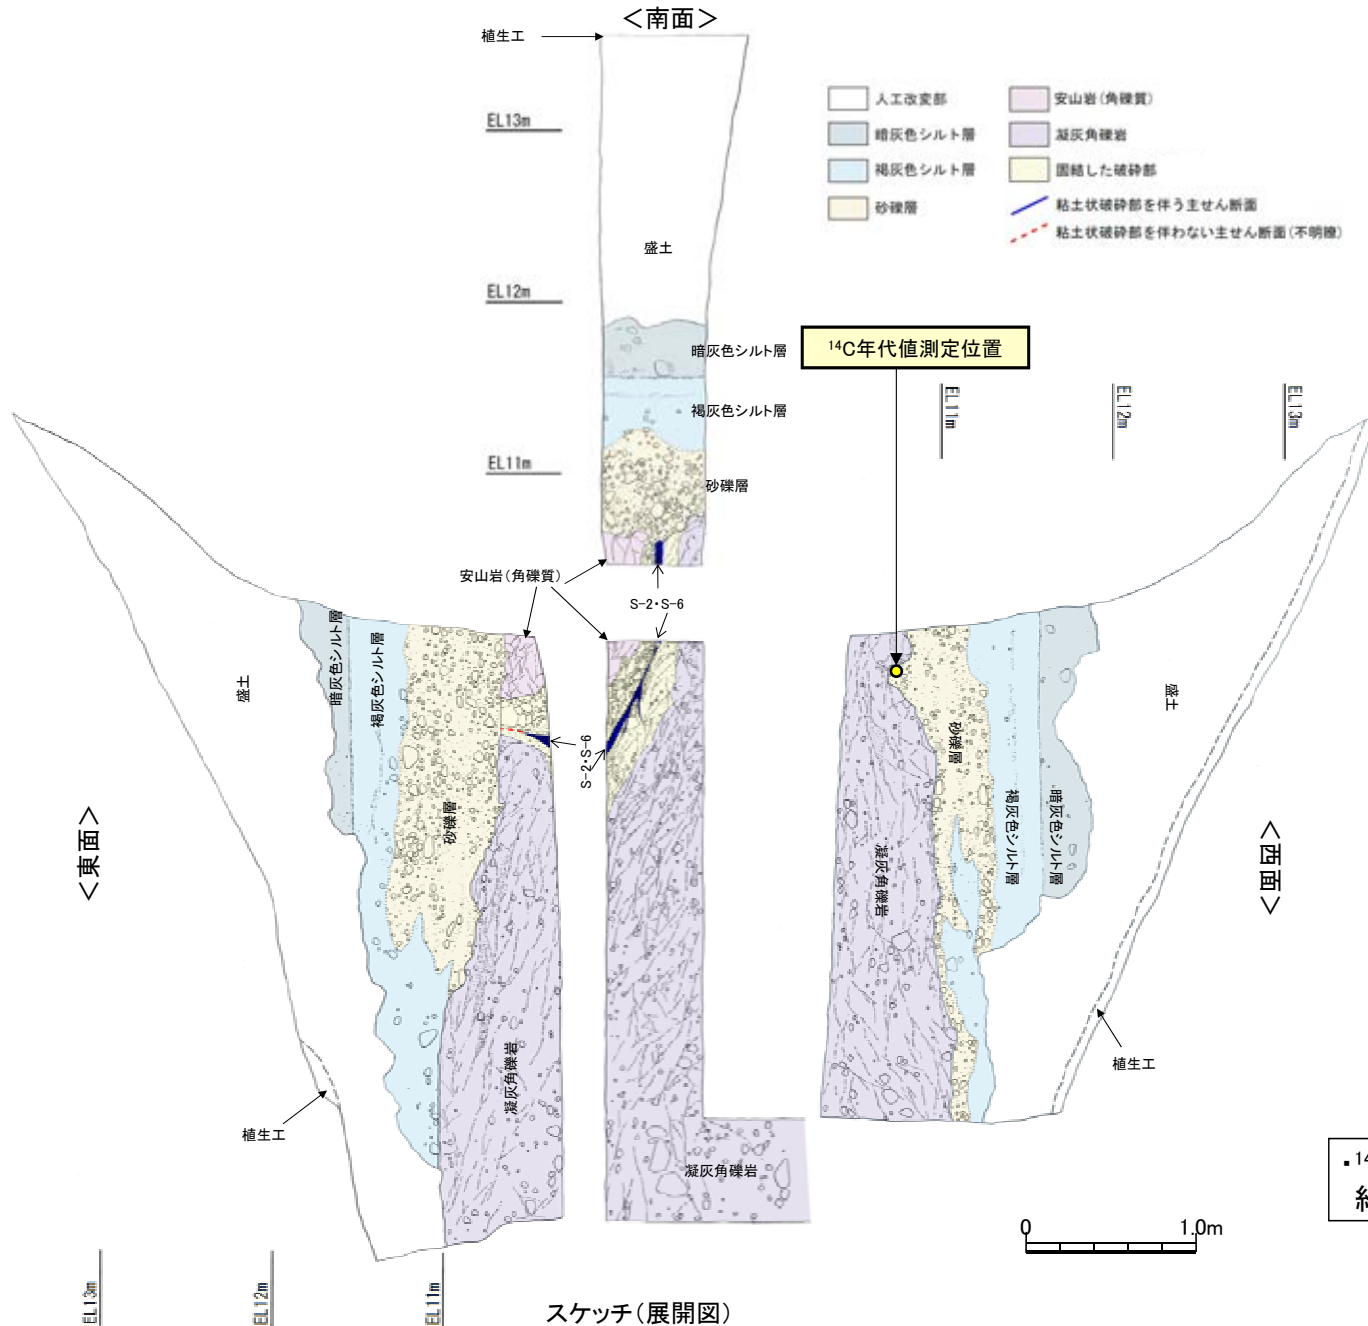 ＜南面＞
植生工
EL13m
盛土
EL12m
暗灰色シルト層
褐灰色シルト層
EL11m
砂礫層
安山岩（角礫質）
S-2・S-6
人工改変部
暗灰色シルト層
褐灰色シルト層
砂礫層
安山岩（角礫質）
凝灰角礫岩
固結した破砕部
粘土状破砕部を伴う主せん断面
粘土状破砕部を伴わない主せん断面（不明瞭）
¹⁴C年代値測定位置
EL11m
EL12m
EL13m
＜東面＞
盛土
暗灰色シルト層
褐灰色シルト層
砂礫層
凝灰角礫岩
S-2・S-6
植生工
EL13m
EL12m
EL11m
凝灰角礫岩
凝灰角礫岩
砂礫層
褐灰色シルト層
暗灰色シルト層
盛土
＜西面＞
植生工
▪14
0 1.0m
スケッチ（展開図）